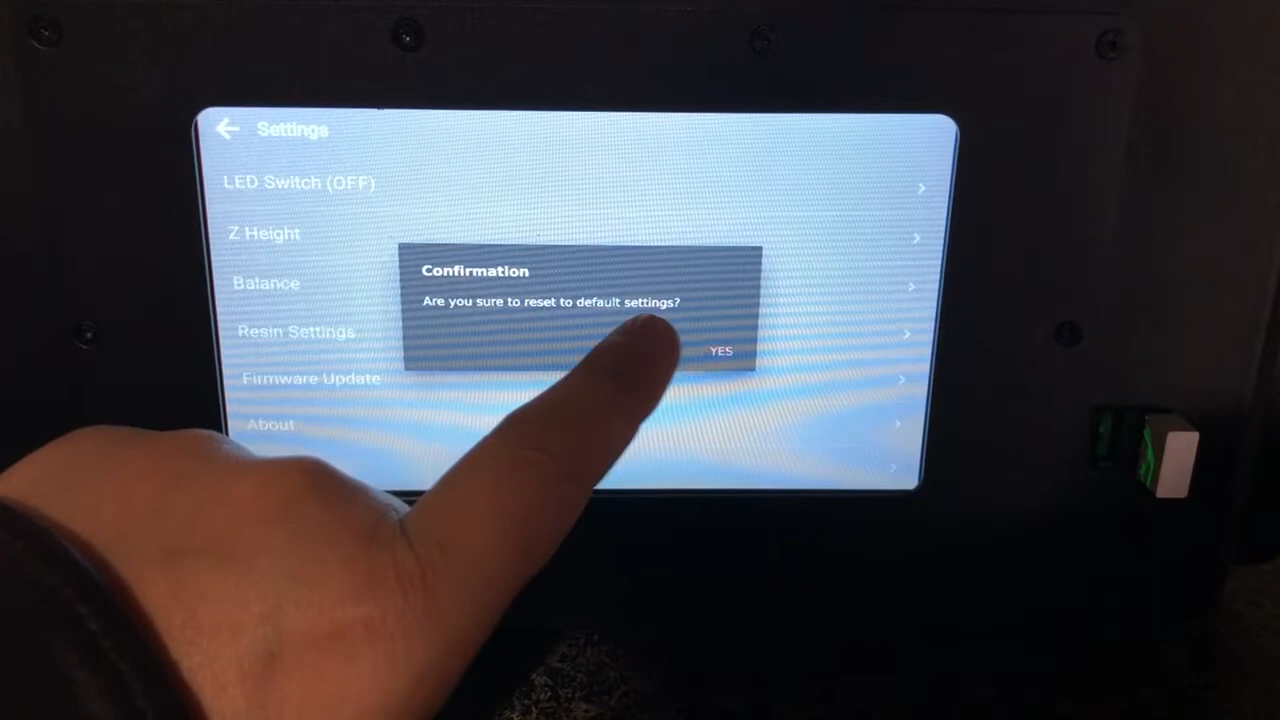 Settings
LED Switch (OFF)
Z Height
Balance
Resin Settings
Firmware Update
About
Confirmation
Are you sure to reset to default settings?
YES